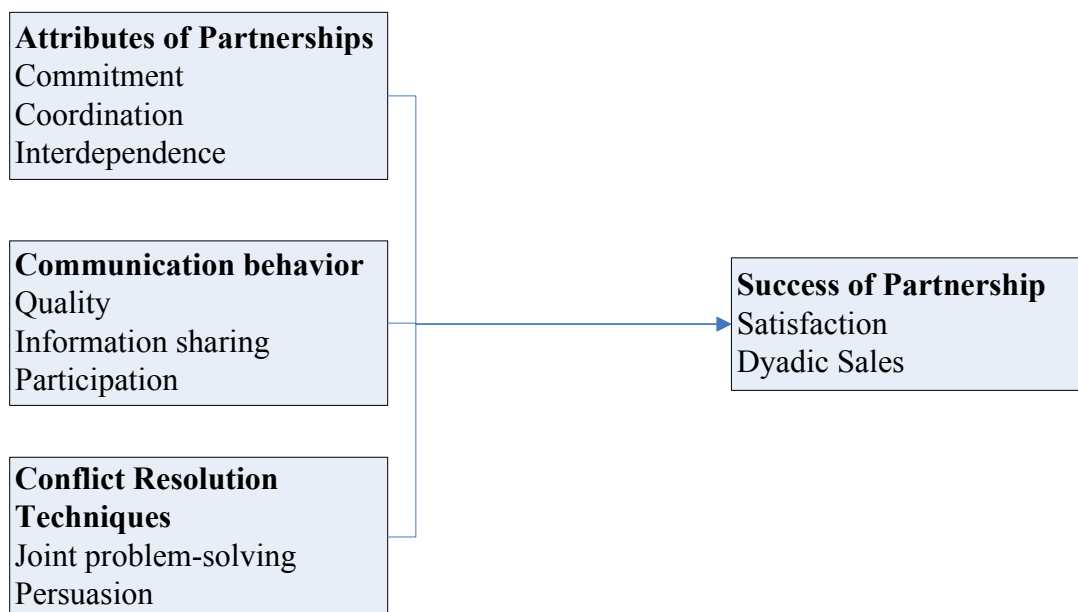 Attributes of Partnerships
Commitment
Coordination
Interdependence
Communication behavior
Quality
Information sharing
Participation
Conflict Resolution
Techniques
Joint problem-solving
Persuasion
Success of Partnership
Satisfaction
Dyadic Sales